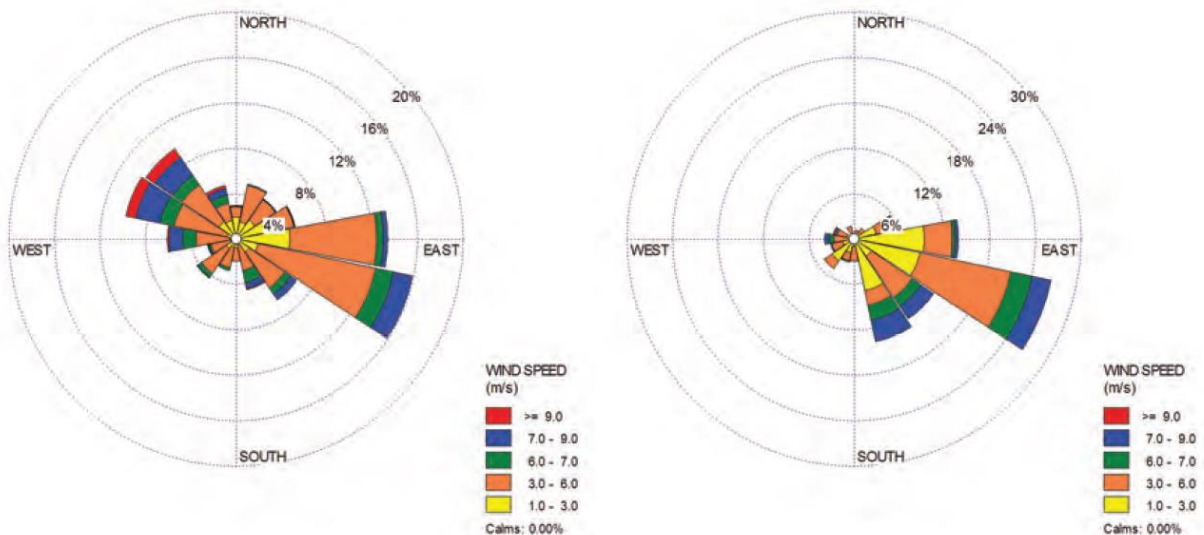 NORTH
20%
16%
12%
8%
4%
WEST
EAST
SOUTH
WIND SPEED
(m/s)
>= 9.0
7.0 - 9.0
6.0 - 7.0
3.0 - 6.0
1.0 - 3.0
Calms: 0.00%
NORTH
30%
24%
18%
12%
6%
WEST
EAST
SOUTH
WIND SPEED
(m/s)
>= 9.0
7.0 - 9.0
6.0 - 7.0
3.0 - 6.0
1.0 - 3.0
Calms: 0.00%